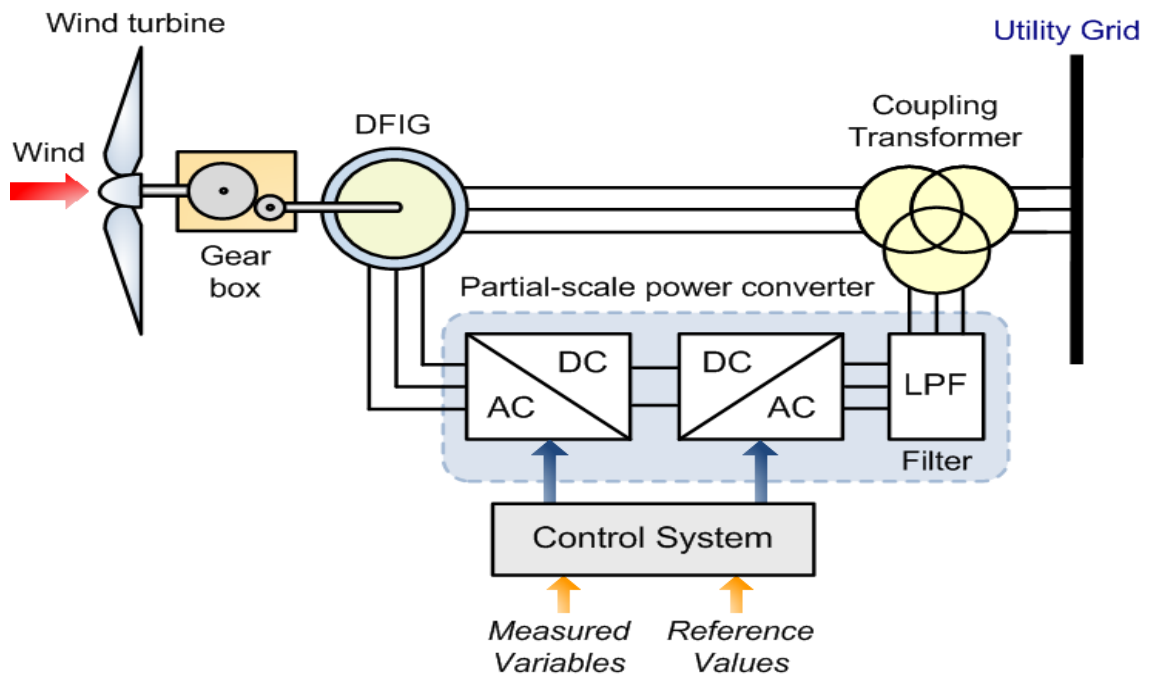 Wind turbine
Utility Grid
Coupling
Transformer
DFIG
Wind
Gear
box
Partial-scale power converter
DC
AC
DC
AC
LPF
Filter
Control System
Measured
Variables
Reference
Values